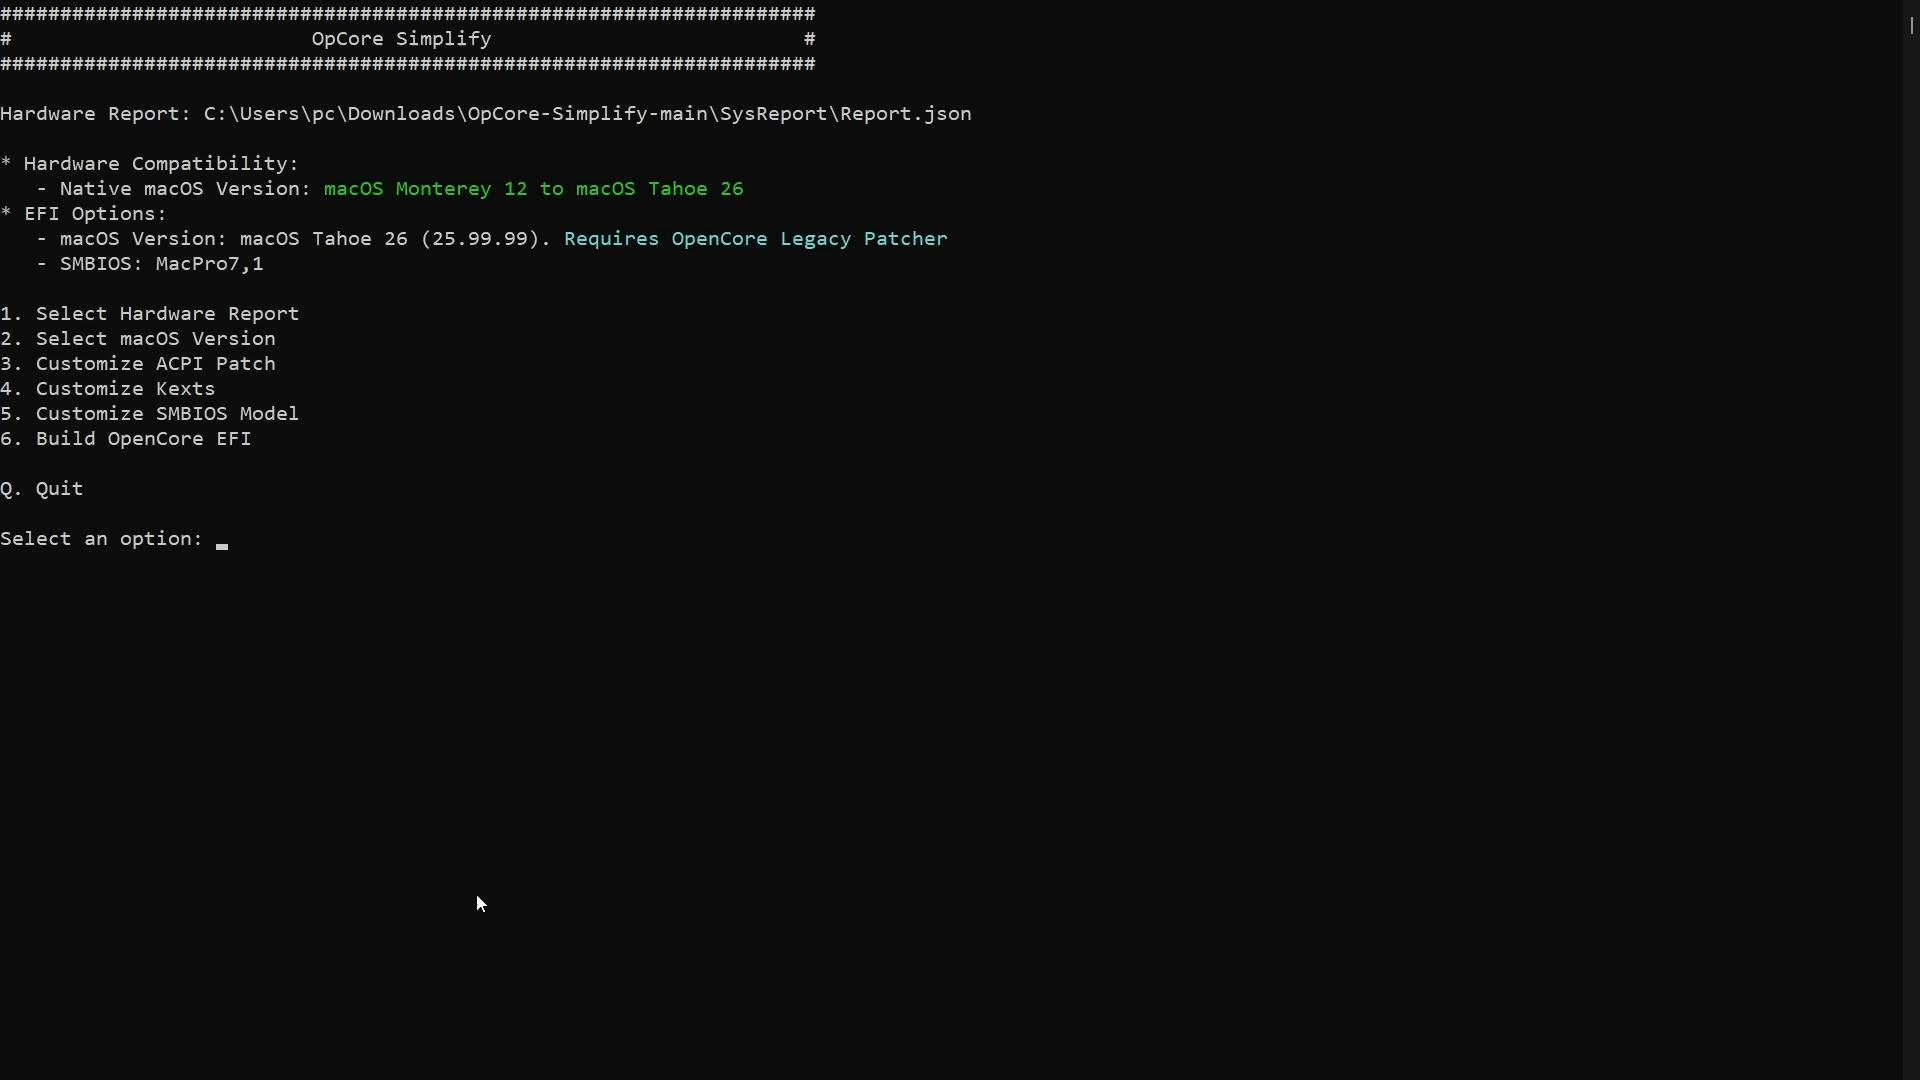 ####################################################################
#                         OpCore Simplify                          #
####################################################################
Hardware Report: C:\Users\pc\Downloads\OpCore-Simplify-main\SysReport\Report.json
* Hardware Compatibility:
   - Native macOS Version: macOS Monterey 12 to macOS Tahoe 26
* EFI Options:
   - macOS Version: macOS Tahoe 26 (25.99.99). Requires OpenCore Legacy Patcher
   - SMBIOS: MacPro7,1
1. Select Hardware Report
2. Select macOS Version
3. Customize ACPI Patch
4. Customize Kexts
5. Customize SMBIOS Model
6. Build OpenCore EFI
Q. Quit
Select an option: